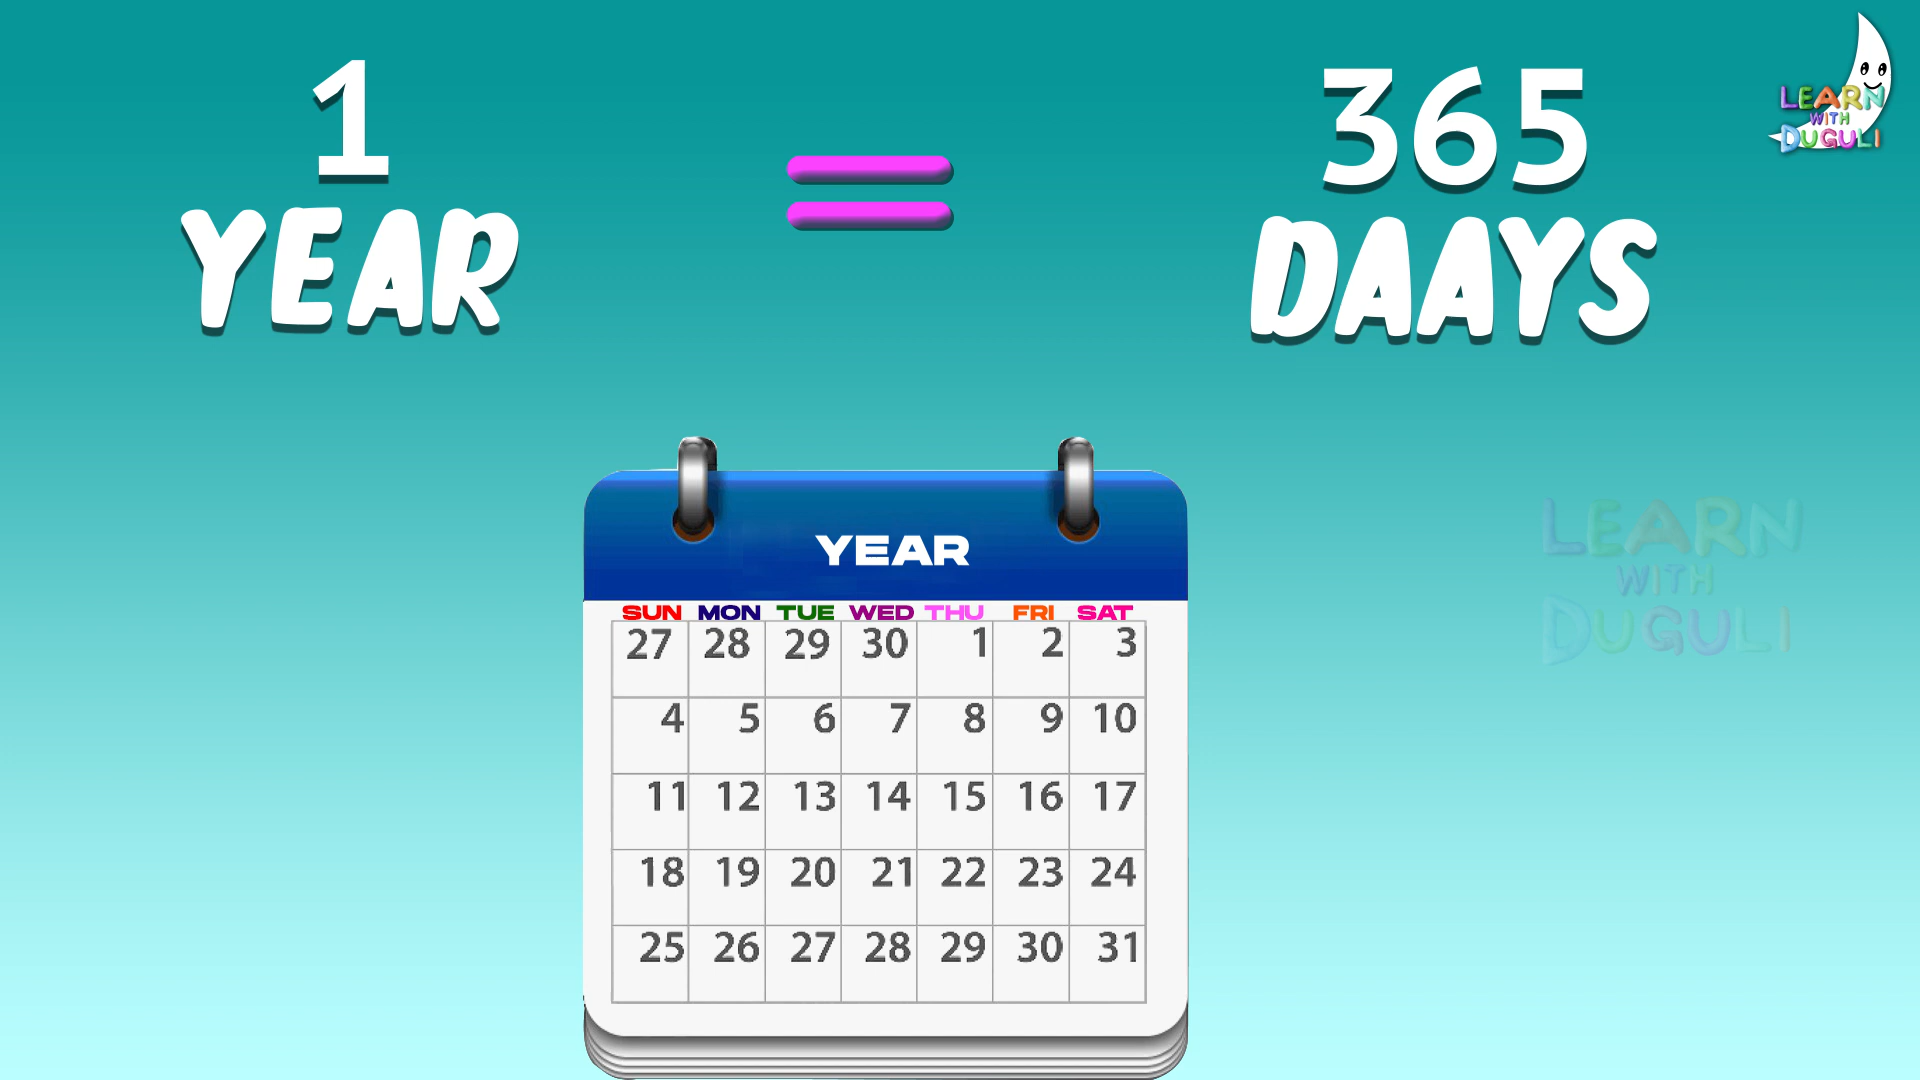 1
YEAR
=
365
DAAYS
LEARN
WITH
DUGULI
YEAR
SUN MON TUE WED THU FRI SAT
27 28 29 30 1 2 3
4 5 6 7 8 9 10
11 12 13 14 15 16 17
18 19 20 21 22 23 24
25 26 27 28 29 30 31
LEARN
WITH
DUGULI